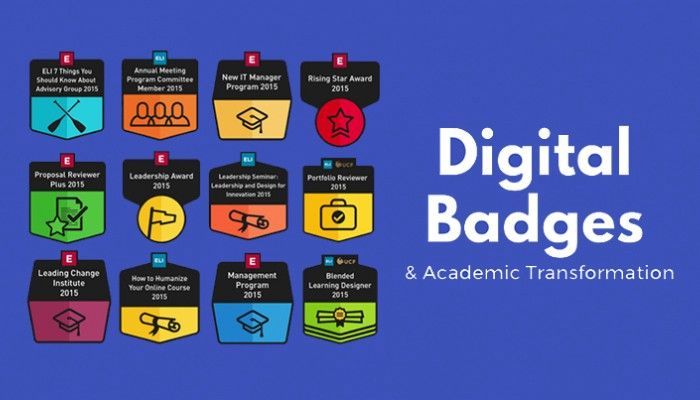 E
ELI 7 Things You
Should Know About
Advisory Group 2015
ELI
Annual Meeting
Program Committee
Member 2015
E
New IT Manager
Program 2015
E
Rising Star Award
2015
E
Proposal Reviewer
Plus 2015
E
Leadership Award
2015
ELI
Leadership Seminar:
Leadership and Design for
Innovation 2015
ELI UCF
Portfolio Reviewer
2015
E
Leading Change
Institute
2015
ELI
How to Humanize
Your Online Course
2015
E
Management
Program
2015
ELI UCF
Blended
Learning Designer
2015
Digital
Badges
& Academic Transformation